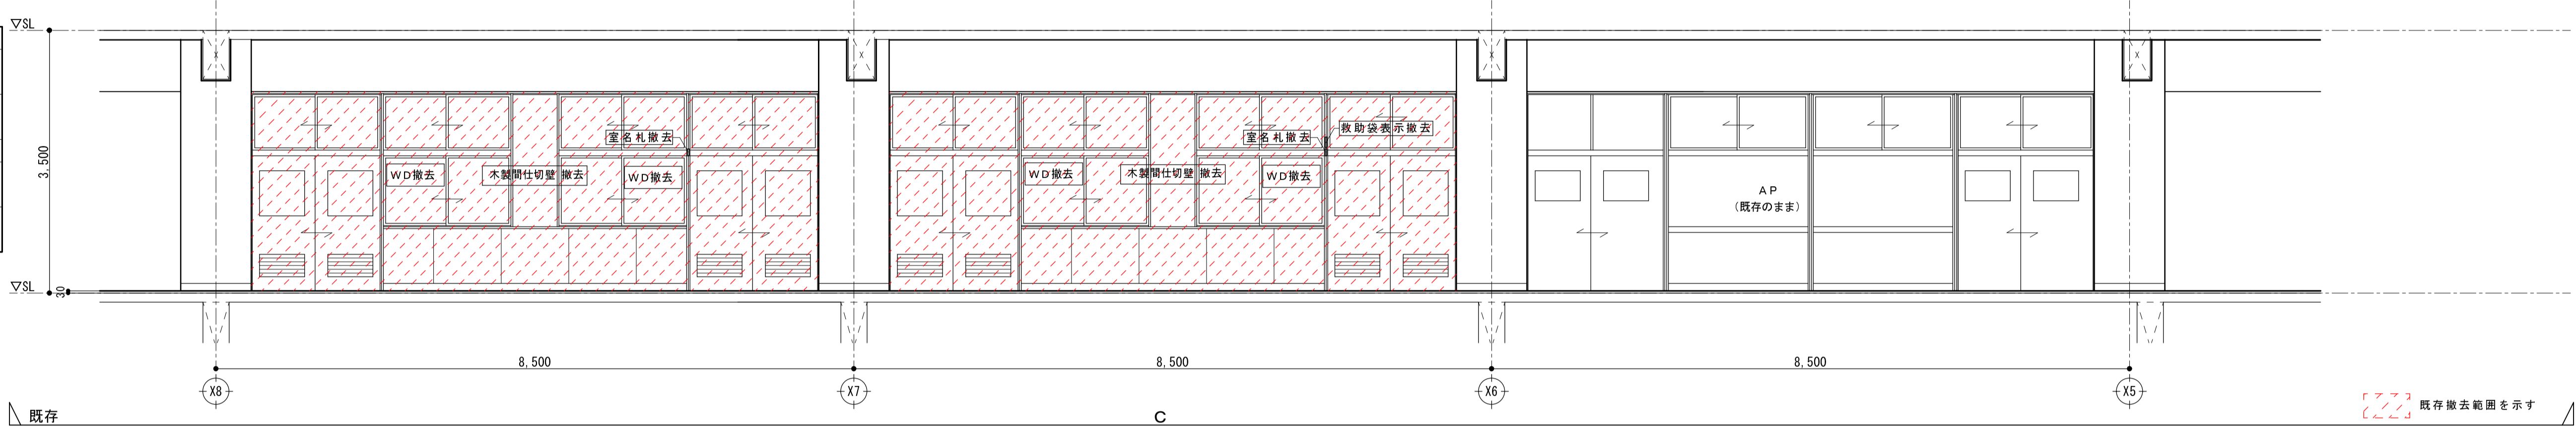 ▽SL
3,500
室名札撤去
室名札撤去
救助袋表示撤去
WD撤去
木製間仕切壁 撤去
WD撤去
WD撤去
木製間仕切壁 撤去
WD撤去
AP
(既存のまま)
▽SL
30
8,500
8,500
8,500
X8
X7
X6
X5
既存
C
既存撤去範囲を示す